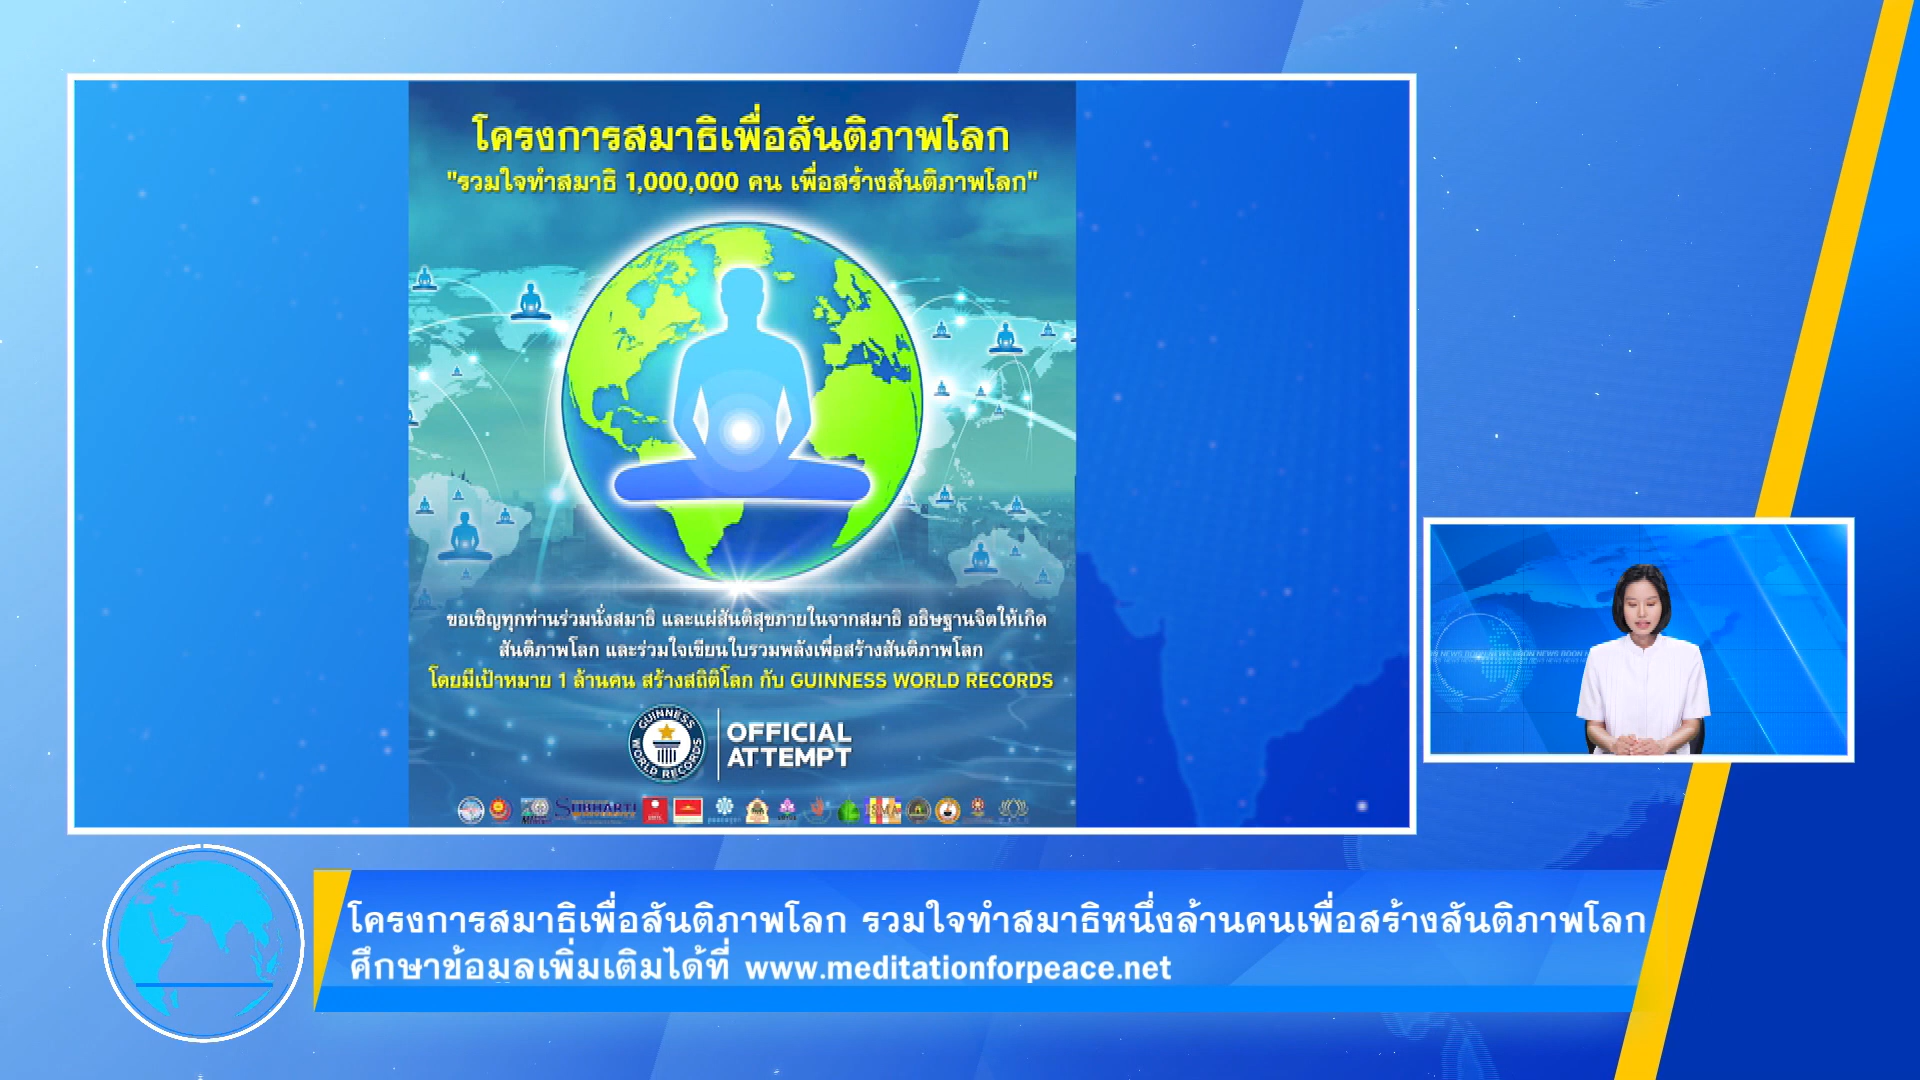 โครงการสมาธิเพื่อสันติภาพโลก
"รวมใจทำสมาธิ 1,000,000 คน เพื่อสร้างสันติภาพโลก"
ขอเชิญทุกท่านร่วมนั่งสมาธิ และแผ่สันติสุขภายในจากสมาธิ อธิษฐานจิตให้เกิด
สันติภาพโลก และร่วมใจเขียนใบรวมพลังเพื่อสร้างสันติภาพโลก
โดยมีเป้าหมาย 1 ล้านคน สร้างสถิติโลก กับ GUINNESS WORLD RECORDS
GUINNESS WORLD RECORDS
OFFICIAL
ATTEMPT
โครงการสมาธิเพื่อสันติภาพโลก รวมใจทำสมาธิหนึ่งล้านคนเพื่อสร้างสันติภาพโลก
ศึกษาข้อมูลเพิ่มเติมได้ที่ www.meditationforpeace.net